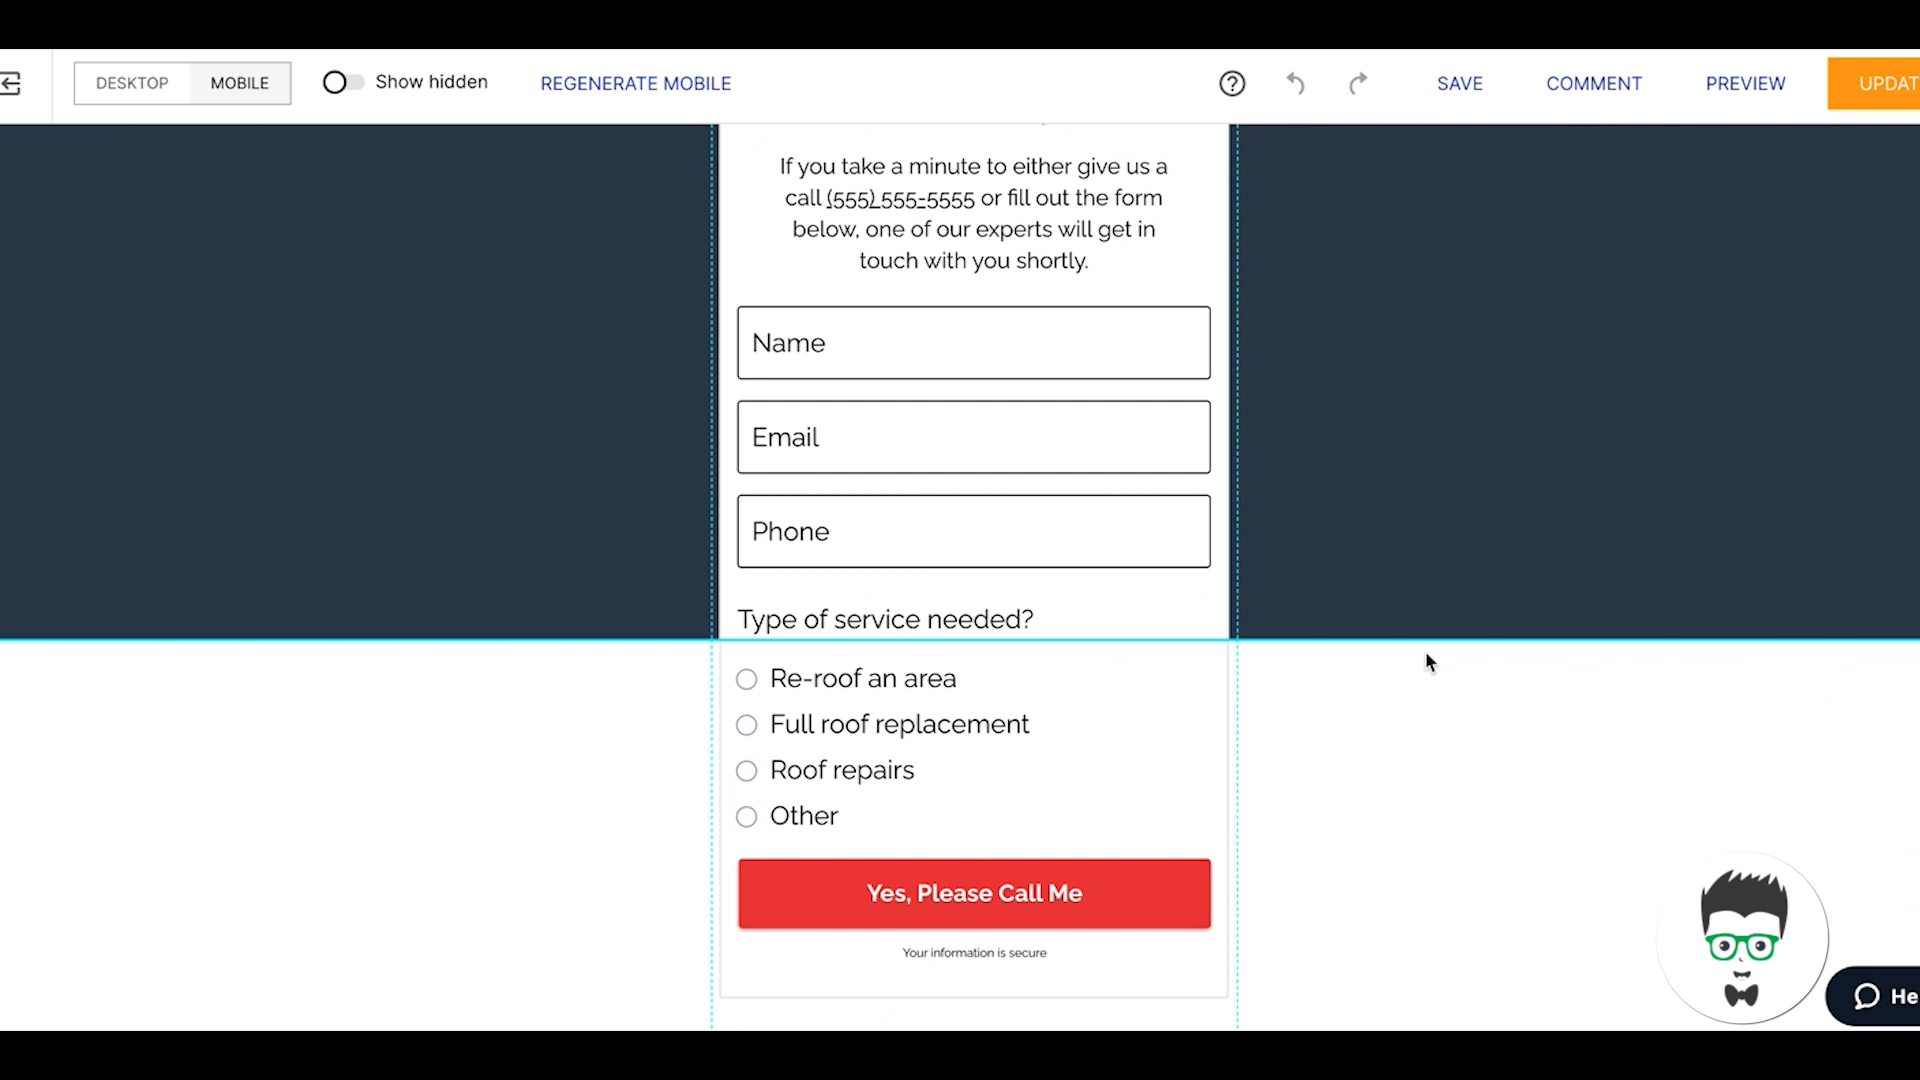 DESKTOP MOBILE Show hidden REGENERATE MOBILE SAVE COMMENT PREVIEW UPDAT
If you take a minute to either give us a
call (555) 555-5555 or fill out the form
below, one of our experts will get in
touch with you shortly.
Name
Email
Phone
Type of service needed?
Re-roof an area
Full roof replacement
Roof repairs
Other
Yes, Please Call Me
Your information is secure
He